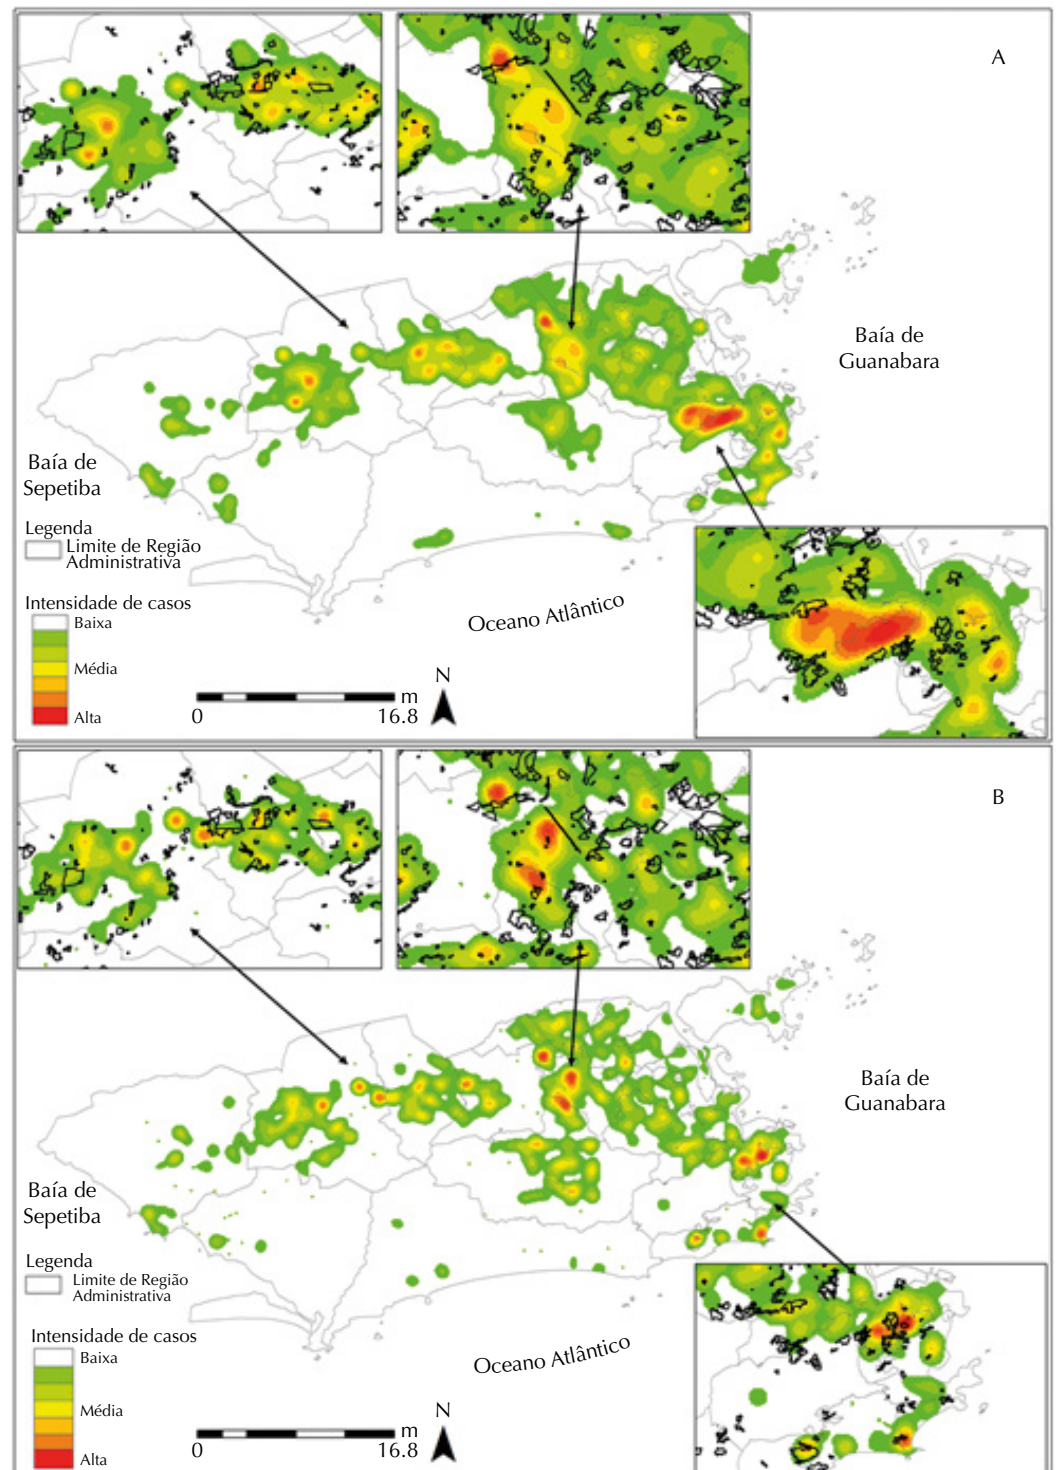 A
Baía de
Guanabara
Baía de
Sepetiba
Legenda
Limite de Região
Administrativa
Intensidade de casos
Baixa
Média
Alta
Oceano Atlântico
N
m
0
16.8
B
Baía de
Guanabara
Baía de
Sepetiba
Legenda
Limite de Região
Administrativa
Intensidade de casos
Baixa
Média
Alta
Oceano Atlântico
N
m
0
16.8